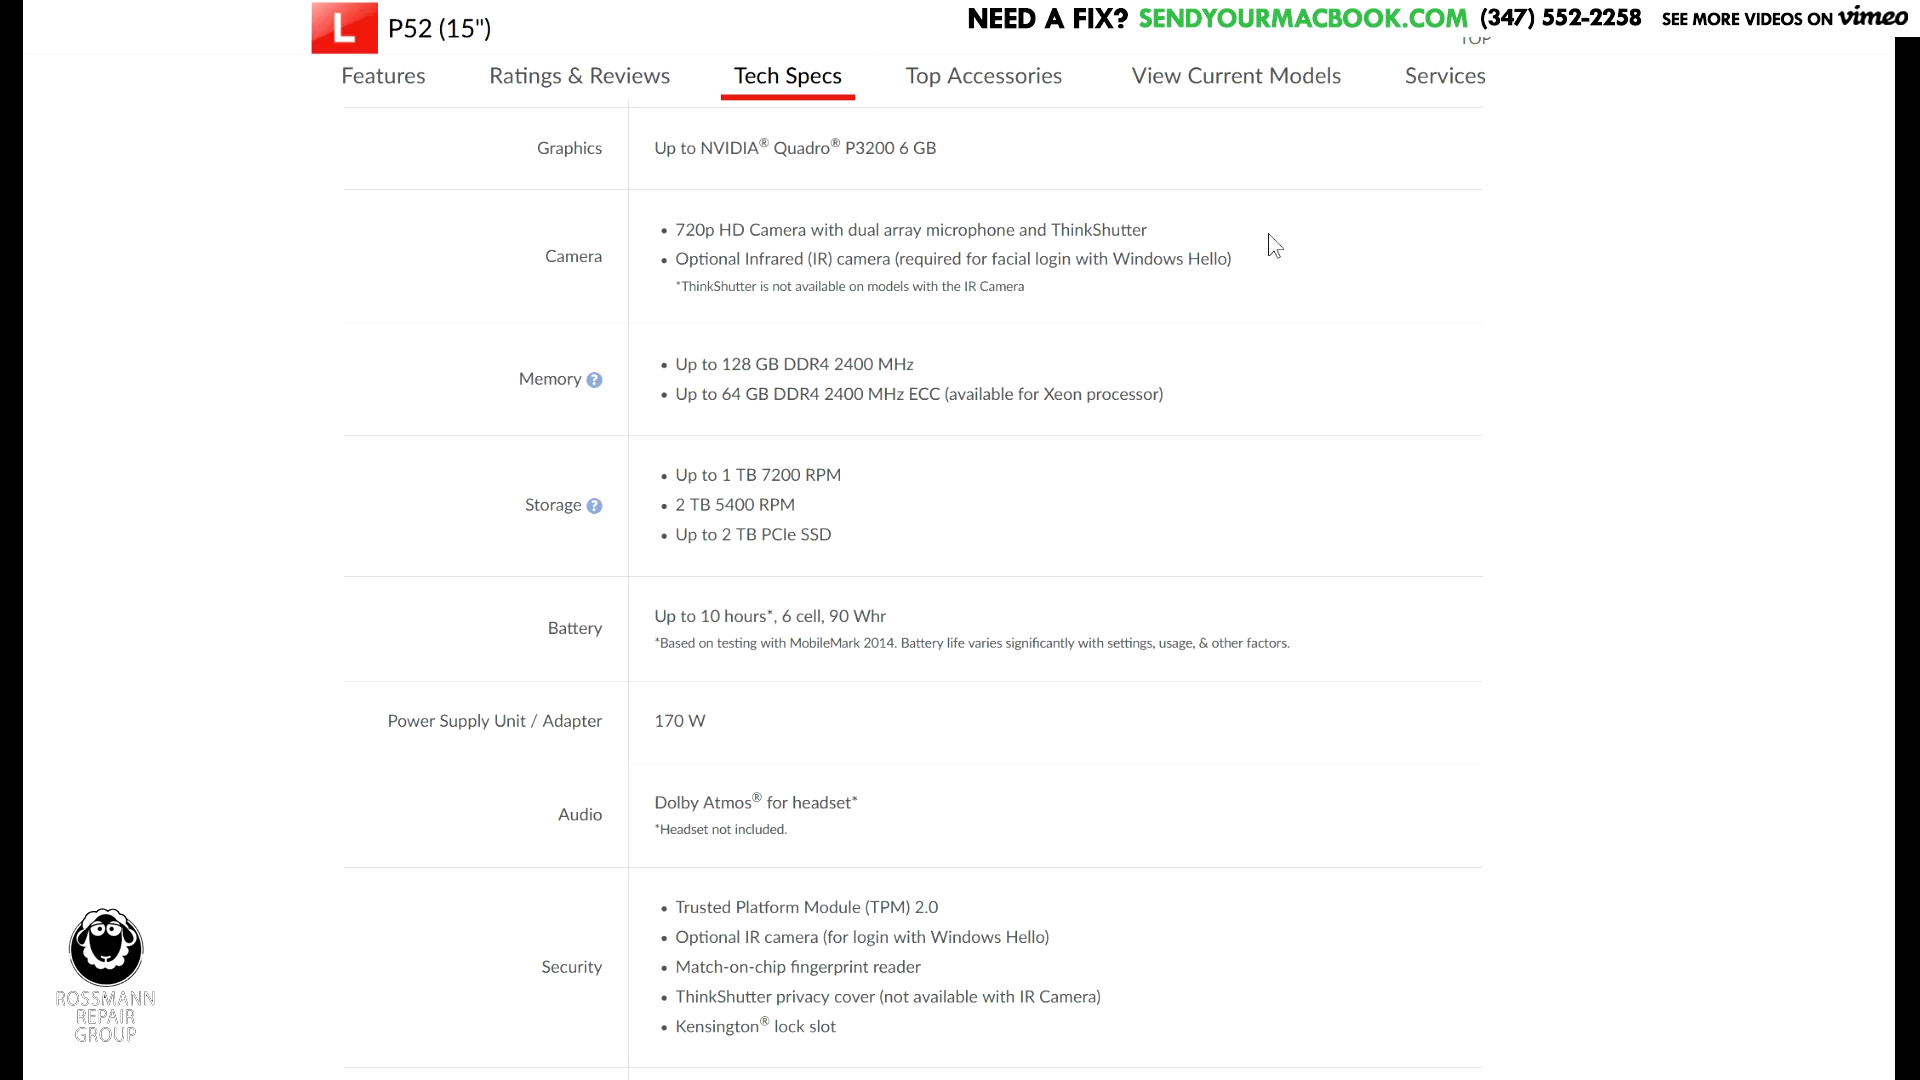 L P52 (15")
NEED A FIX? SENDYOURMACBOOK.COM (347) 552-2258 SEE MORE VIDEOS ON vimeo
TOP
Features Ratings & Reviews Tech Specs Top Accessories View Current Models Services
Graphics
Up to NVIDIA® Quadro® P3200 6 GB
Camera
• 720p HD Camera with dual array microphone and ThinkShutter
• Optional Infrared (IR) camera (required for facial login with Windows Hello)
*ThinkShutter is not available on models with the IR Camera
Memory ?
• Up to 128 GB DDR4 2400 MHz
• Up to 64 GB DDR4 2400 MHz ECC (available for Xeon processor)
Storage ?
• Up to 1 TB 7200 RPM
• 2 TB 5400 RPM
• Up to 2 TB PCIe SSD
Battery
Up to 10 hours*, 6 cell, 90 Whr
*Based on testing with MobileMark 2014. Battery life varies significantly with settings, usage, & other factors.
Power Supply Unit / Adapter
170 W
Audio
Dolby Atmos® for headset*
*Headset not included.
Security
• Trusted Platform Module (TPM) 2.0
• Optional IR camera (for login with Windows Hello)
• Match-on-chip fingerprint reader
• ThinkShutter privacy cover (not available with IR Camera)
• Kensington® lock slot
ROSSMANN
REPAIR
GROUP